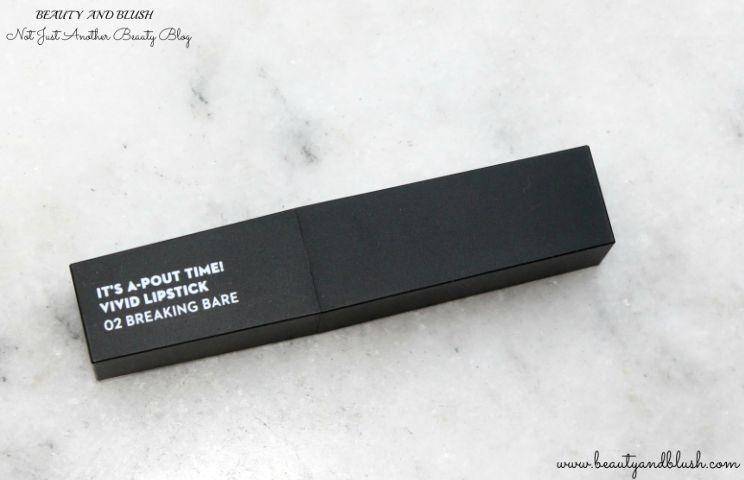 BEAUTY AND BLUSH
Not Just Another Beauty Blog
IT'S A-POUT TIME!
VIVID LIPSTICK
02 BREAKING BARE
www.beautyandblush.com